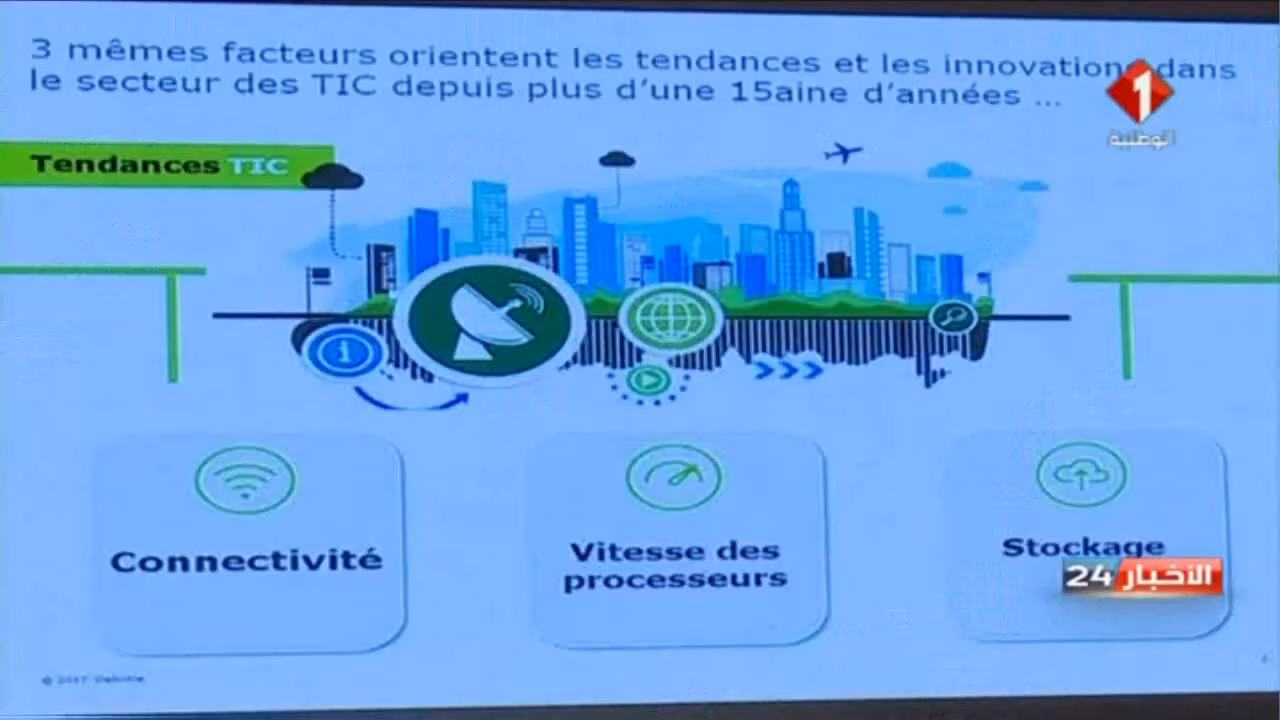 3 mêmes facteurs orientent les tendances et les innovations dans
le secteur des TIC depuis plus d'une 15aine d'années ...
1
الوطنية
Tendances TIC
Connectivité
Vitesse des
processeurs
Stockage
24 الأخبار
© 2017 Deloitte